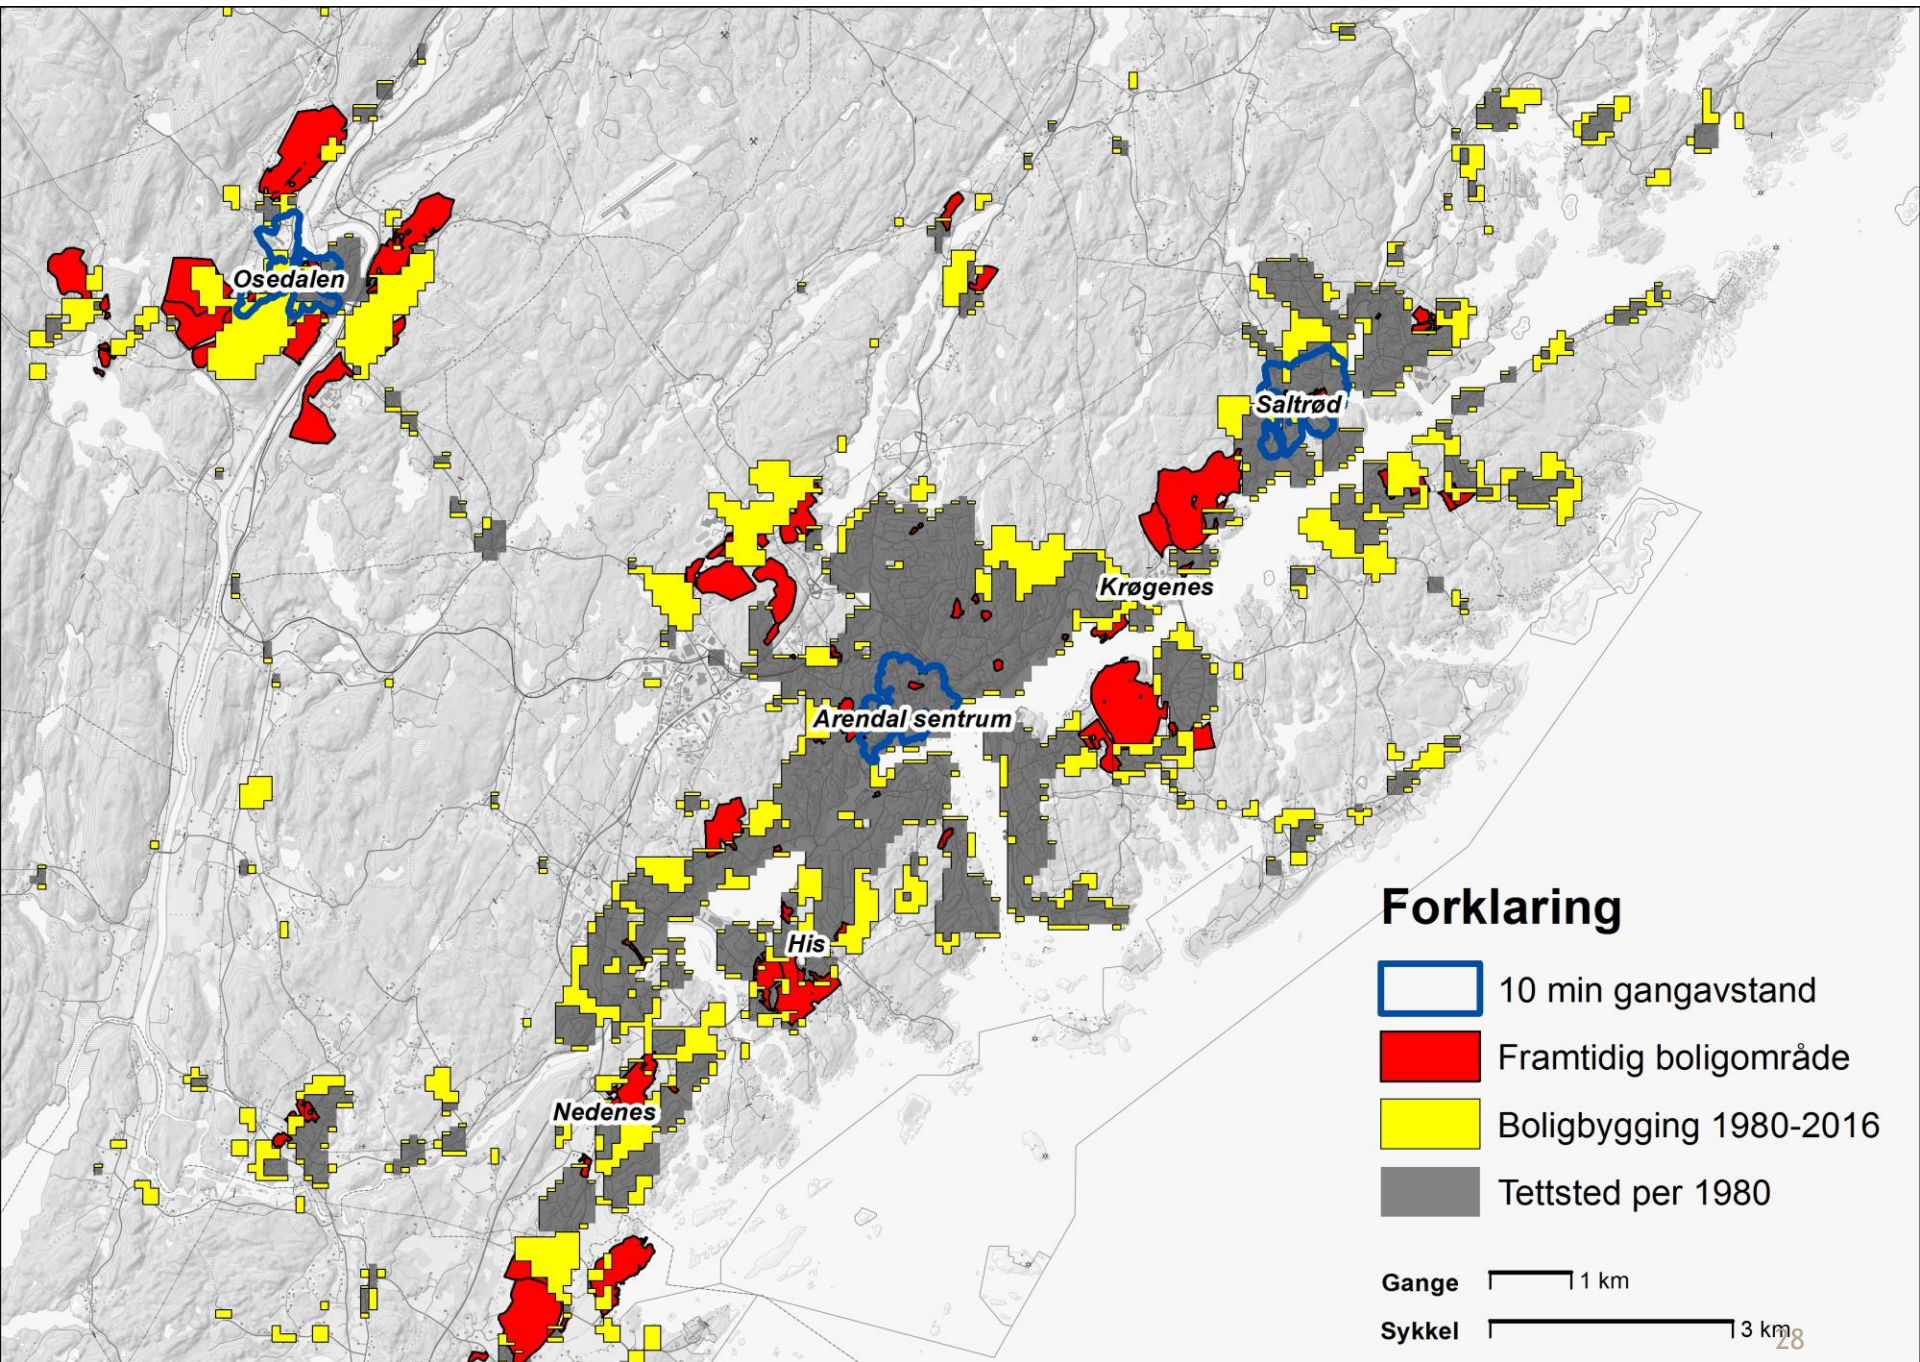 Osedalen
Saltrød
Krøgenes
Arendal sentrum
His
Nedenes
Forklaring
10 min gangavstand
Framtidig boligområde
Boligbygging 1980-2016
Tettsted per 1980
Gange 1 km
Sykkel 3 km
28